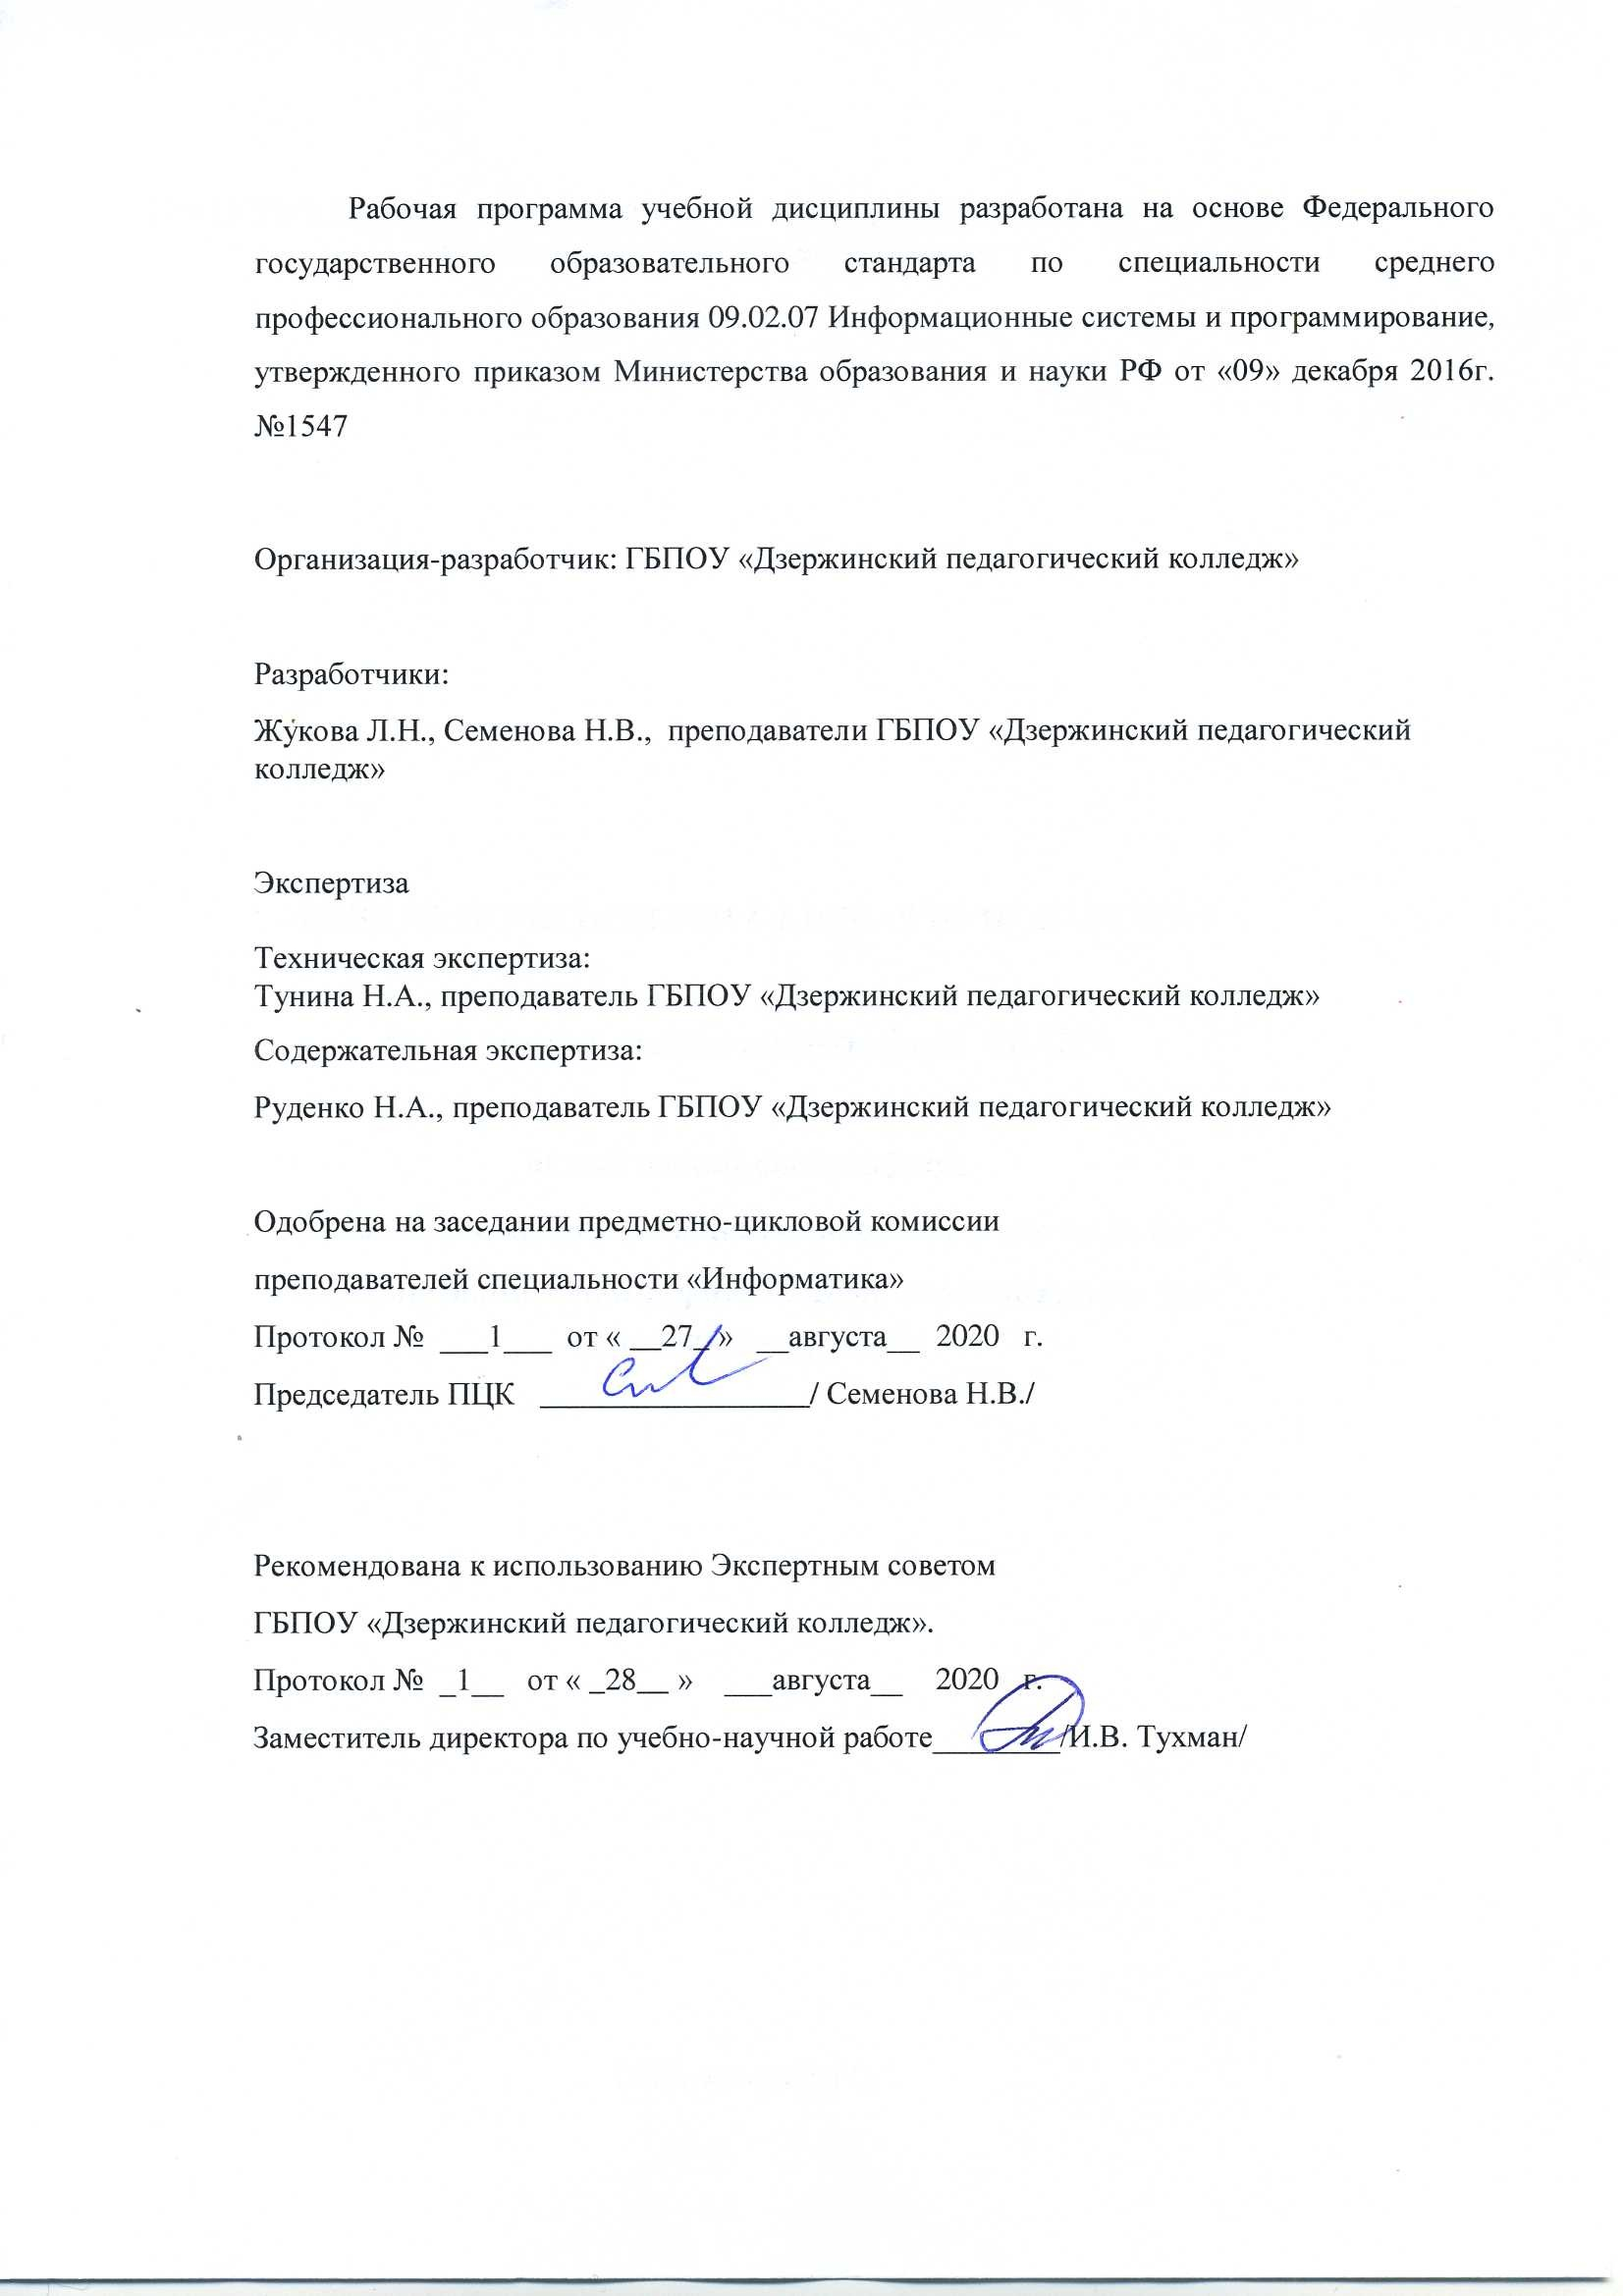 Рабочая программа учебной дисциплины разработана на основе Федерального
государственного образовательного стандарта по специальности среднего
профессионального образования 09.02.07 Информационные системы и программирование,
утвержденного приказом Министерства образования и науки РФ от «09» декабря 2016г.
№1547
Организация-разработчик: ГБПОУ «Дзержинский педагогический колледж»
Разработчики:
Жукова Л.Н., Семенова Н.В., преподаватели ГБПОУ «Дзержинский педагогический
колледж»
Экспертиза
Техническая экспертиза:
Тунина Н.А., преподаватель ГБПОУ «Дзержинский педагогический колледж»
Содержательная экспертиза:
Руденко Н.А., преподаватель ГБПОУ «Дзержинский педагогический колледж»
Одобрена на заседании предметно-цикловой комиссии
преподавателей специальности «Информатика»
Протокол № ___1___ от « __27_ » __августа__ 2020 г.
Председатель ПЦК _________________/ Семенова Н.В./
Рекомендована к использованию Экспертным советом
ГБПОУ «Дзержинский педагогический колледж».
Протокол № _1__ от « _28__ » ___августа__ 2020 г.
Заместитель директора по учебно-научной работе________/И.В. Тухман/